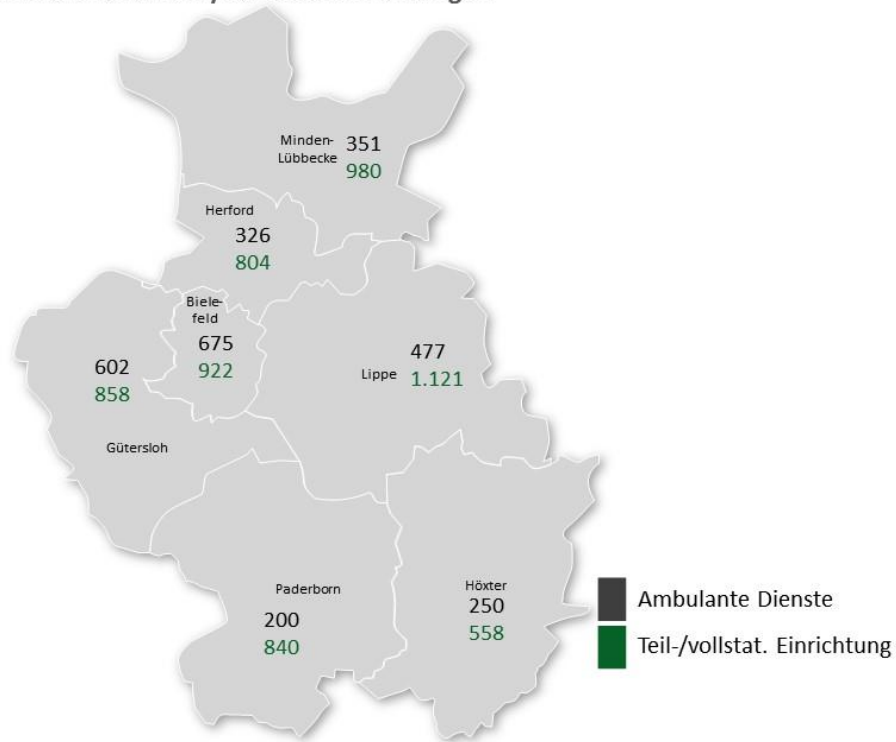 Minden-
Lübbecke
351
980
Herford
326
804
Biele-
feld
675
922
602
858
Gütersloh
477
Lippe
1.121
Paderborn
200
840
Höxter
250
558
Ambulante Dienste
Teil-/vollstat. Einrichtung